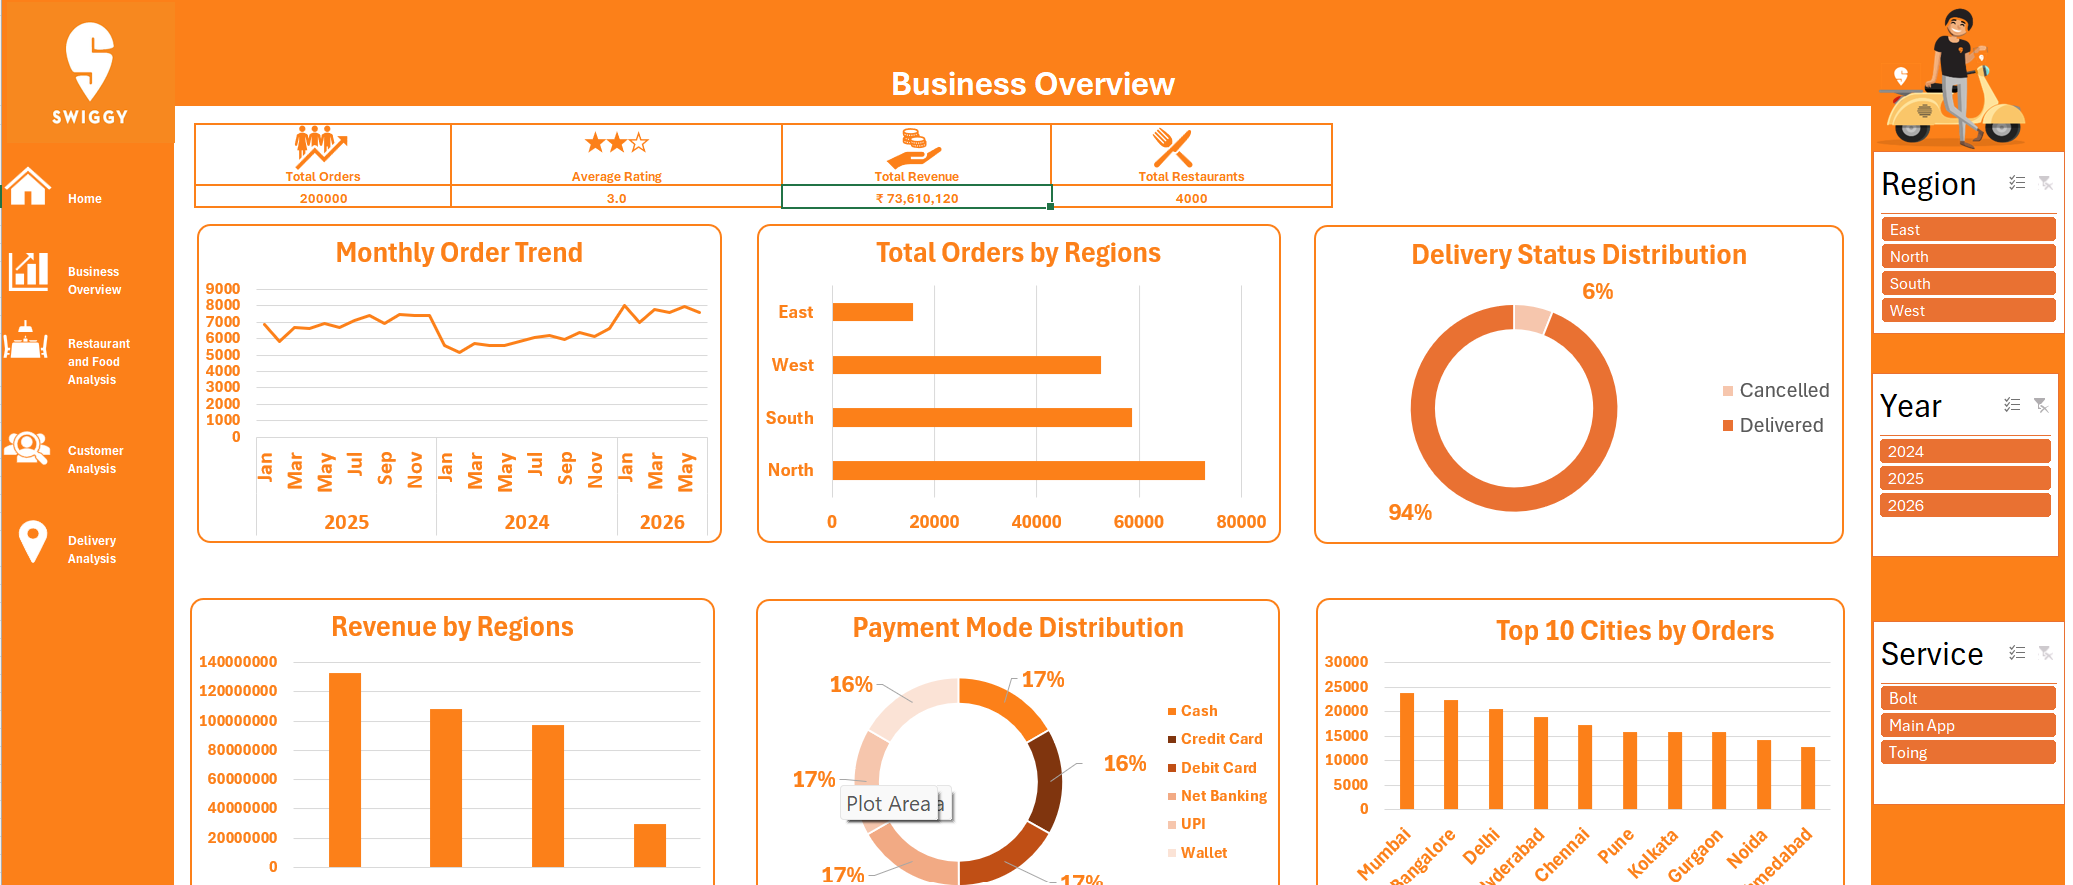 SWIGGY
Business Overview
Home
Business
Overview
Restaurant
and Food
Analysis
Customer
Analysis
Delivery
Analysis
Total Orders
Average Rating
Total Revenue
Total Restaurants
200000
3.0
₹ 73,610,120
4000
Monthly Order Trend
9000
8000
7000
6000
5000
4000
3000
2000
1000
0
Jan Mar May Jul Sep Nov Jan Mar May Jul Sep Nov Jan Mar May
2025 2024 2026
Total Orders by Regions
East
West
South
North
0 20000 40000 60000 80000
Delivery Status Distribution
6%
94%
Cancelled
Delivered
Revenue by Regions
140000000
120000000
100000000
80000000
60000000
40000000
20000000
0
Payment Mode Distribution
16%
17%
16%
17%
17%
17%
Plot Area
Cash
Credit Card
Debit Card
Net Banking
UPI
Wallet
Top 10 Cities by Orders
30000
25000
20000
15000
10000
5000
0
Mumbai
Bangalore
Delhi
yderabad
Chennai
Pune
Kolkata
Gurgaon
Noida
medabad
Region
East
North
South
West
Year
2024
2025
2026
Service
Bolt
Main App
Toing